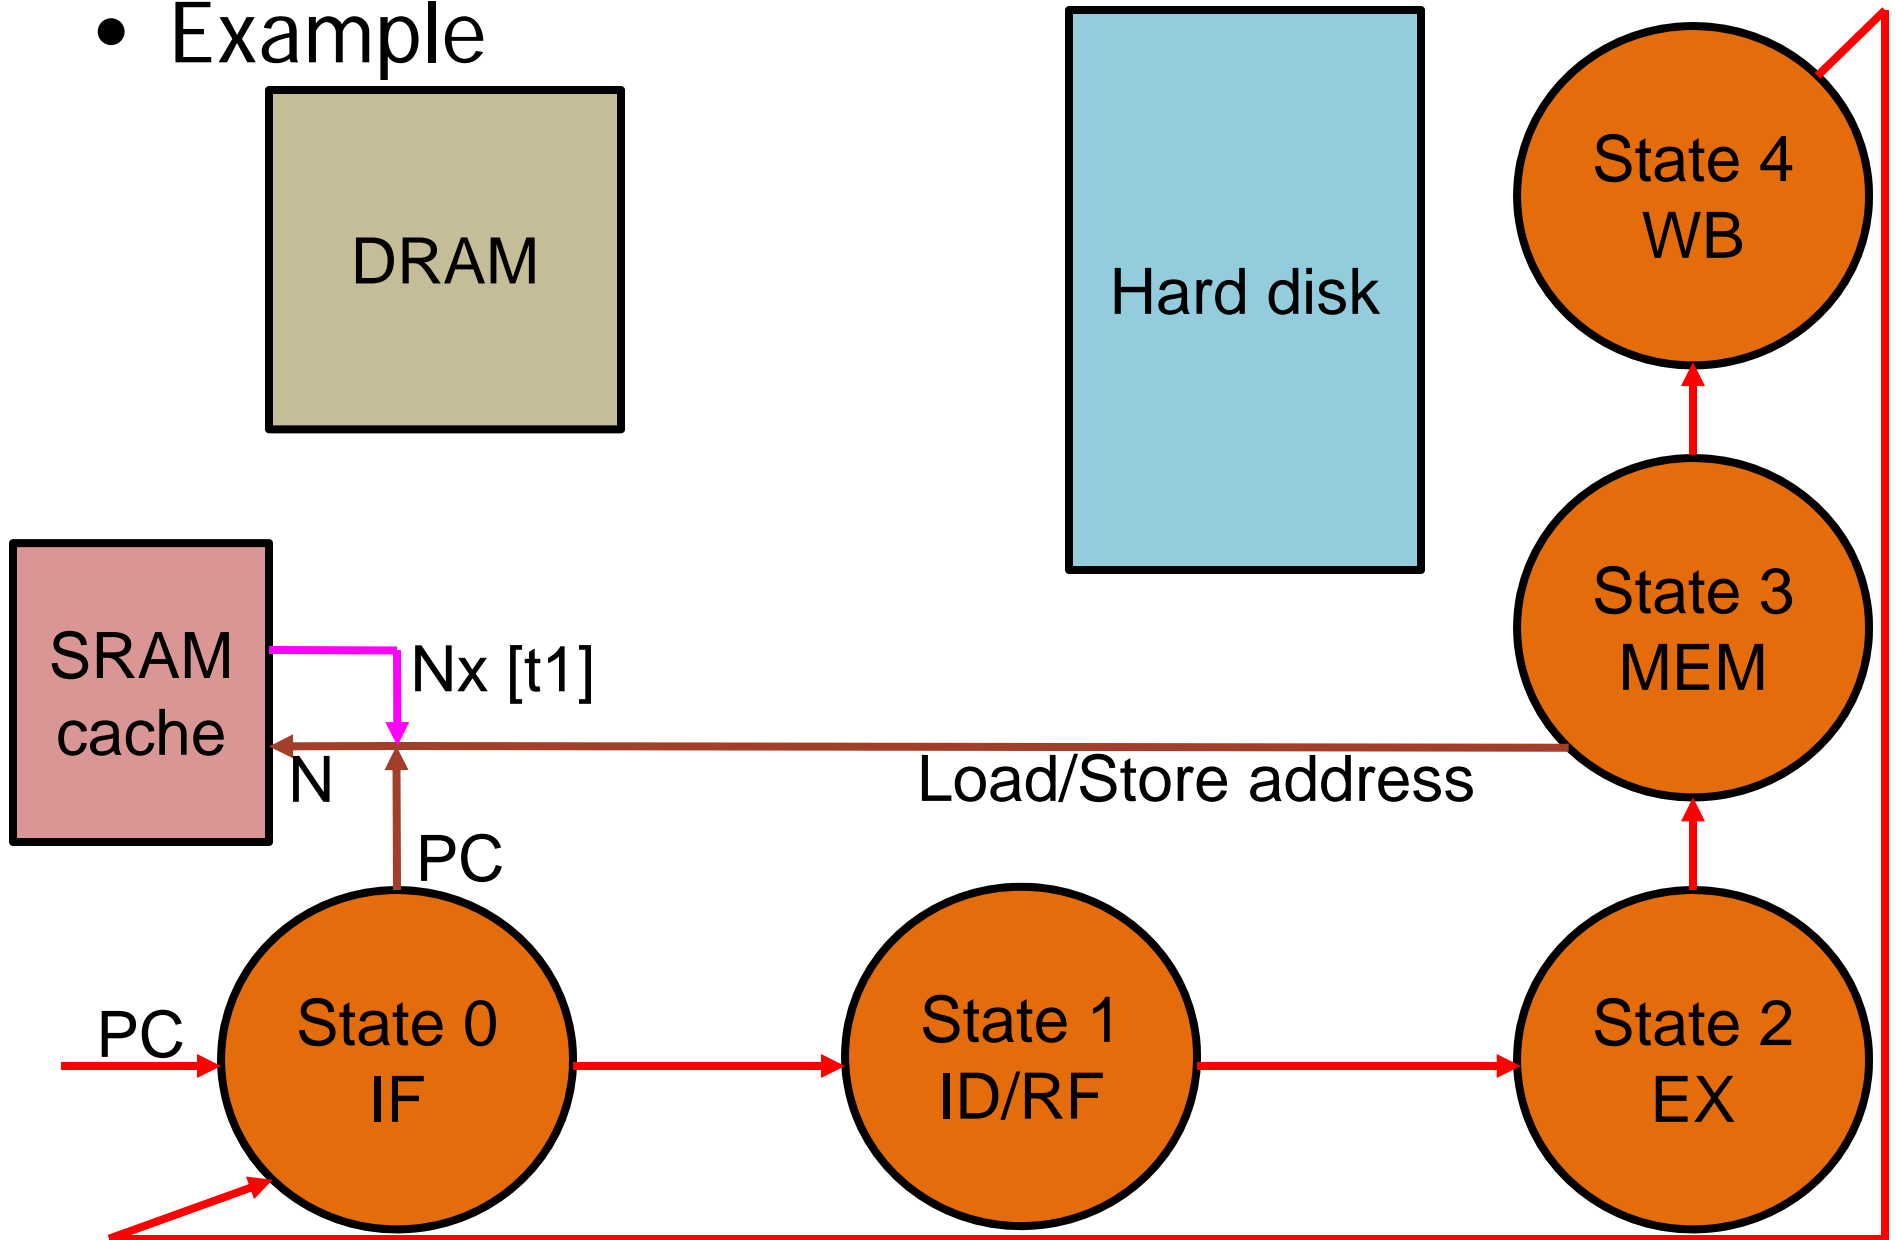 • Example
DRAM
Hard disk
State 4
WB
SRAM
cache
Nx [t1]
N
Load/Store address
State 3
MEM
PC
PC
State 0
IF
State 1
ID/RF
State 2
EX